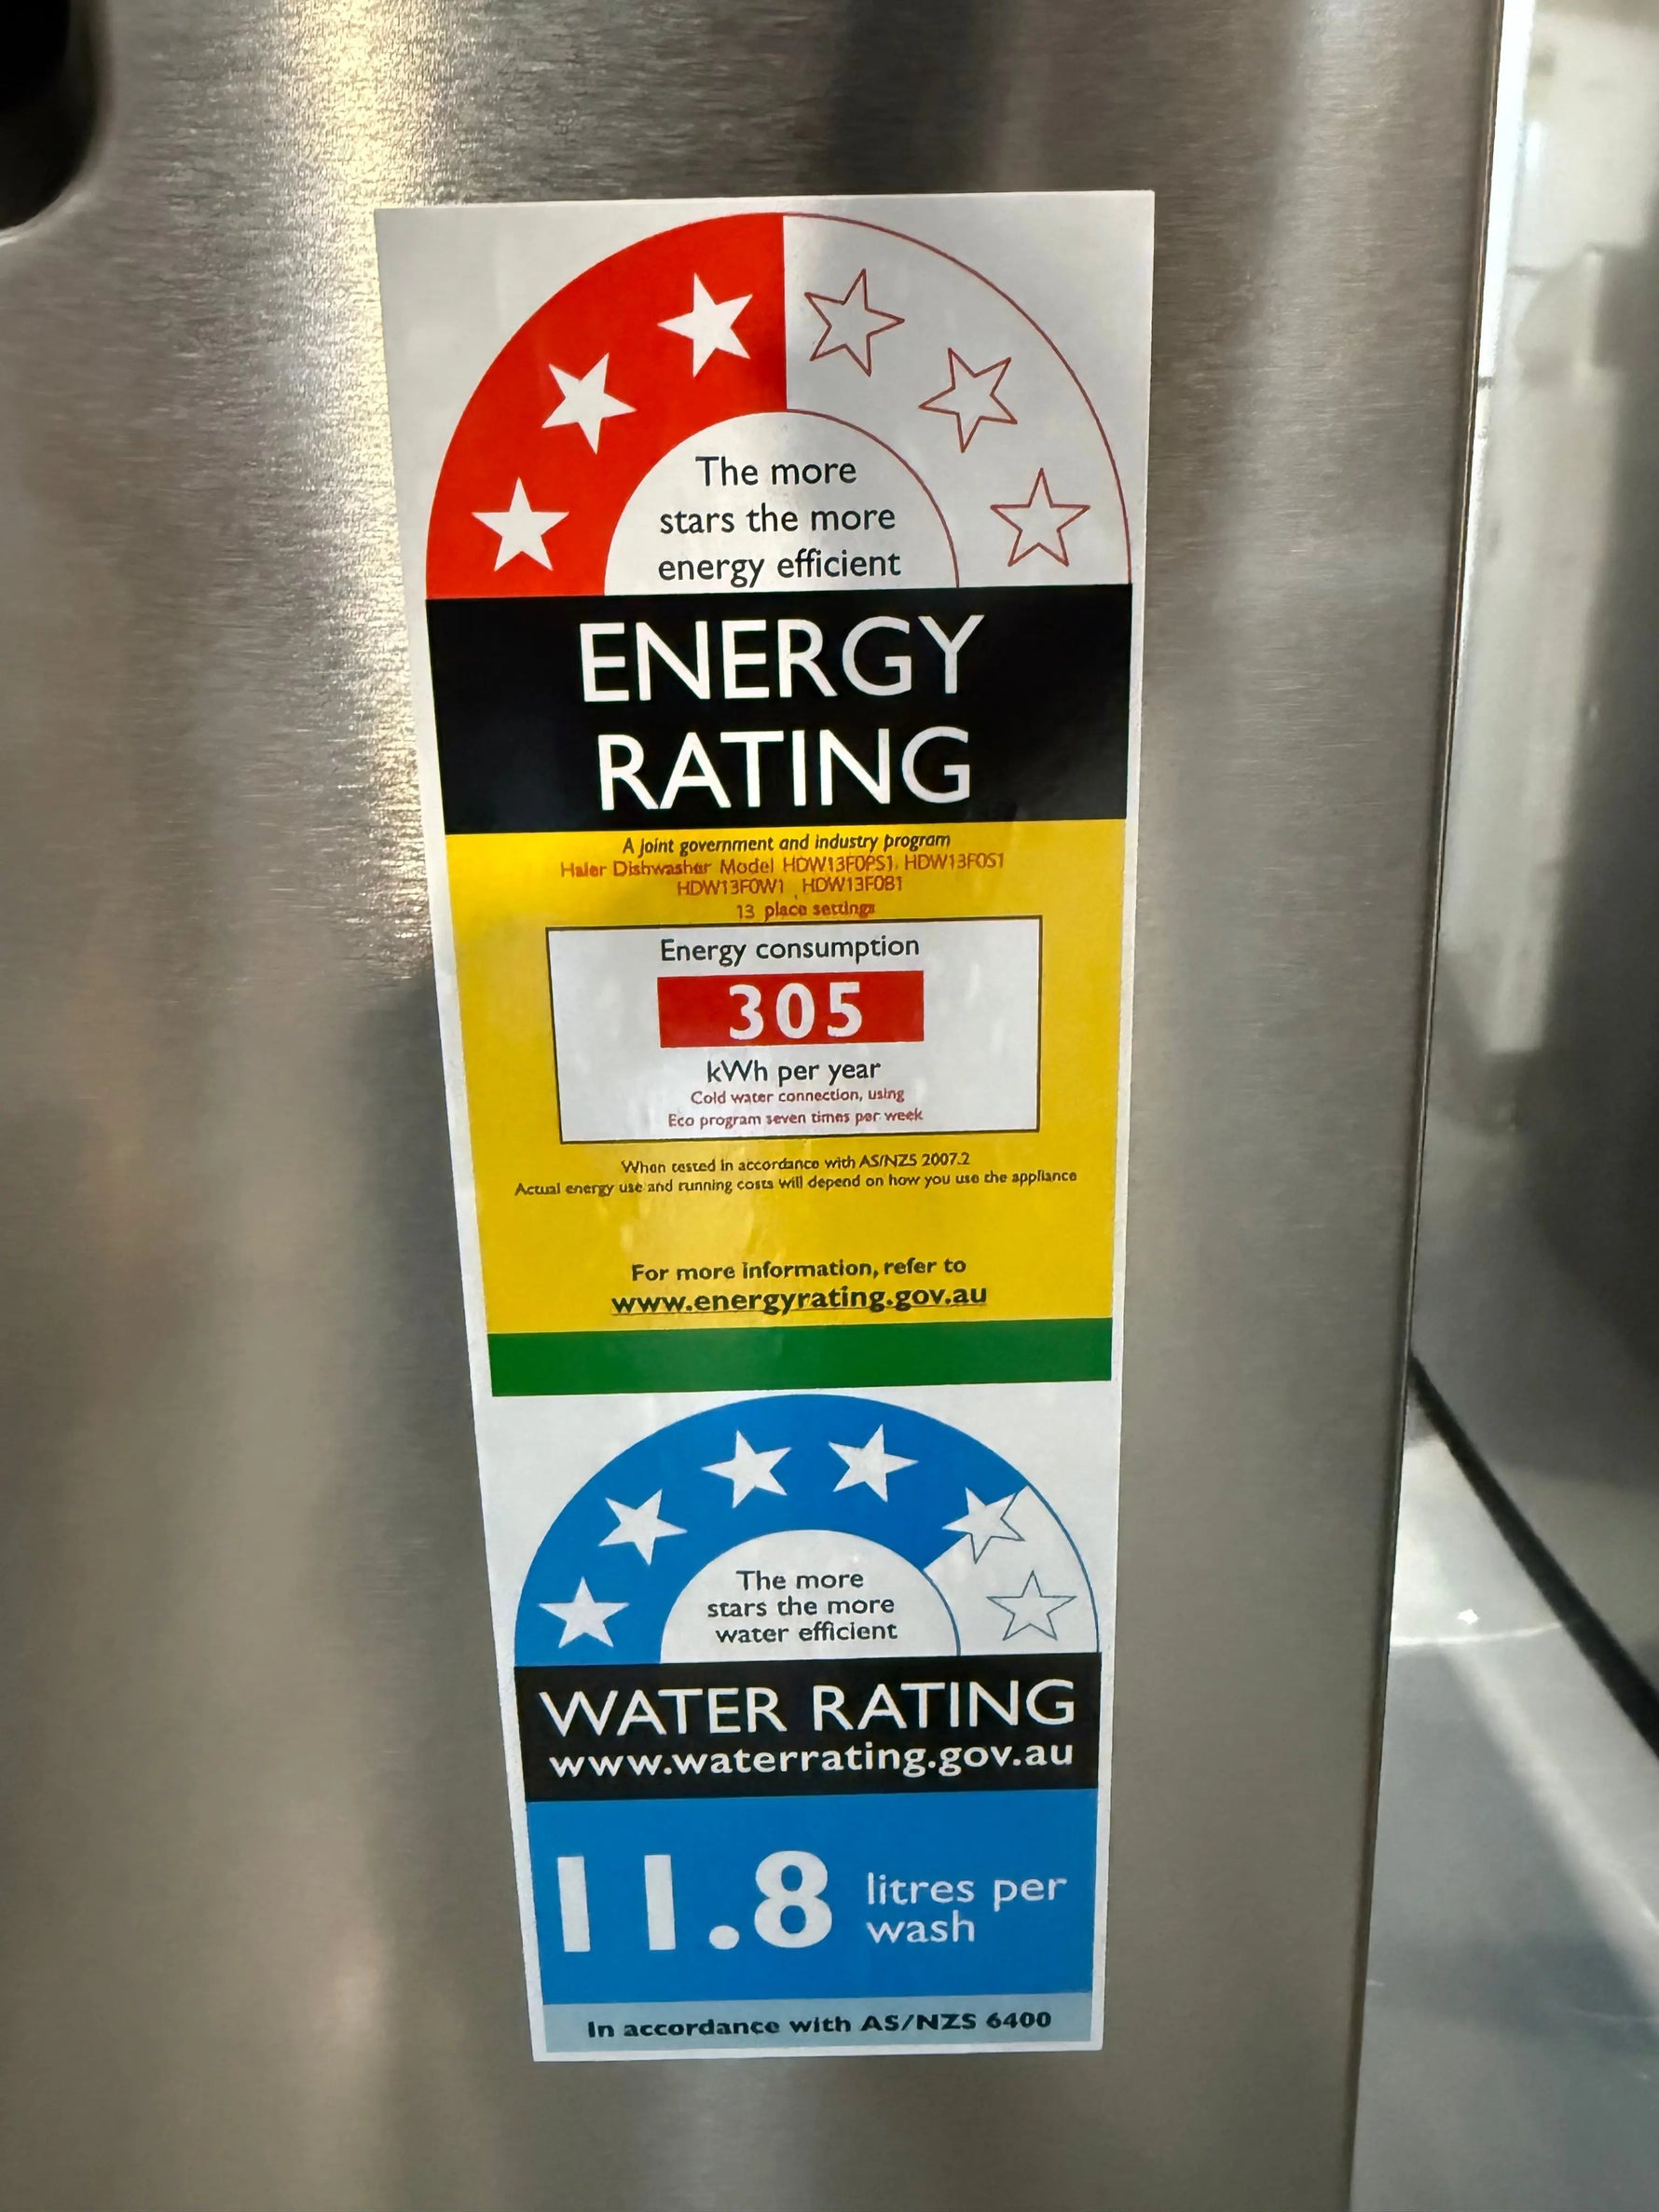 The more
stars the more
energy efficient
ENERGY
RATING
A joint government and industry program
Haier Dishwasher Model HDW13F0PS1, HDW13F0S1
HDW13F0W1 , HDW13F0B1
13 place settings
Energy consumption
305
kWh per year
Cold water connection, using
Eco program seven times per week
When tested in accordance with AS/NZS 2007.2
Actual energy use and running costs will depend on how you use the appliance
For more information, refer to
www.energyrating.gov.au
The more
stars the more
water efficient
WATER RATING
www.waterrating.gov.au
11.8 litres per
wash
In accordance with AS/NZS 6400